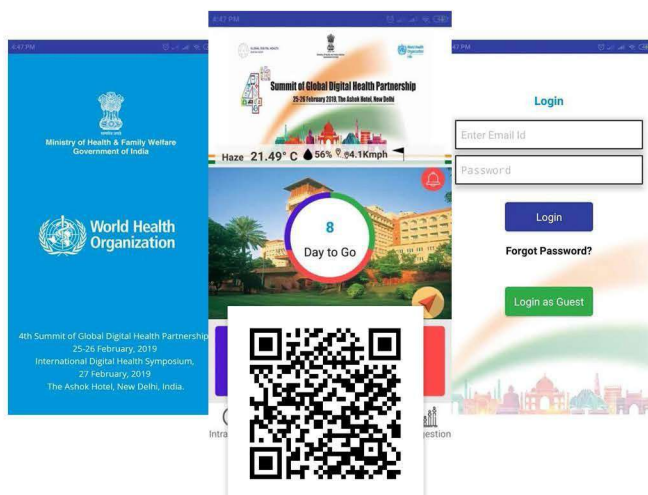 4:47 PM
Ministry of Health & Family Welfare
Government of India
World Health
Organization
4th Summit of Global Digital Health Partnership
25-26 February, 2019
International Digital Health Symposium,
27 February, 2019
The Ashok Hotel, New Delhi, India.
4:47 PM
World Health
Summit of Global Digital Health Partnership
25-26 February 2019, The Ashok Hotel, New Delhi
Haze 21.49° C 56% 4.1Kmph
8
Day to Go
Intra
gestion
47 PM
Login
Enter Email Id
Password
Login
Forgot Password?
Login as Guest